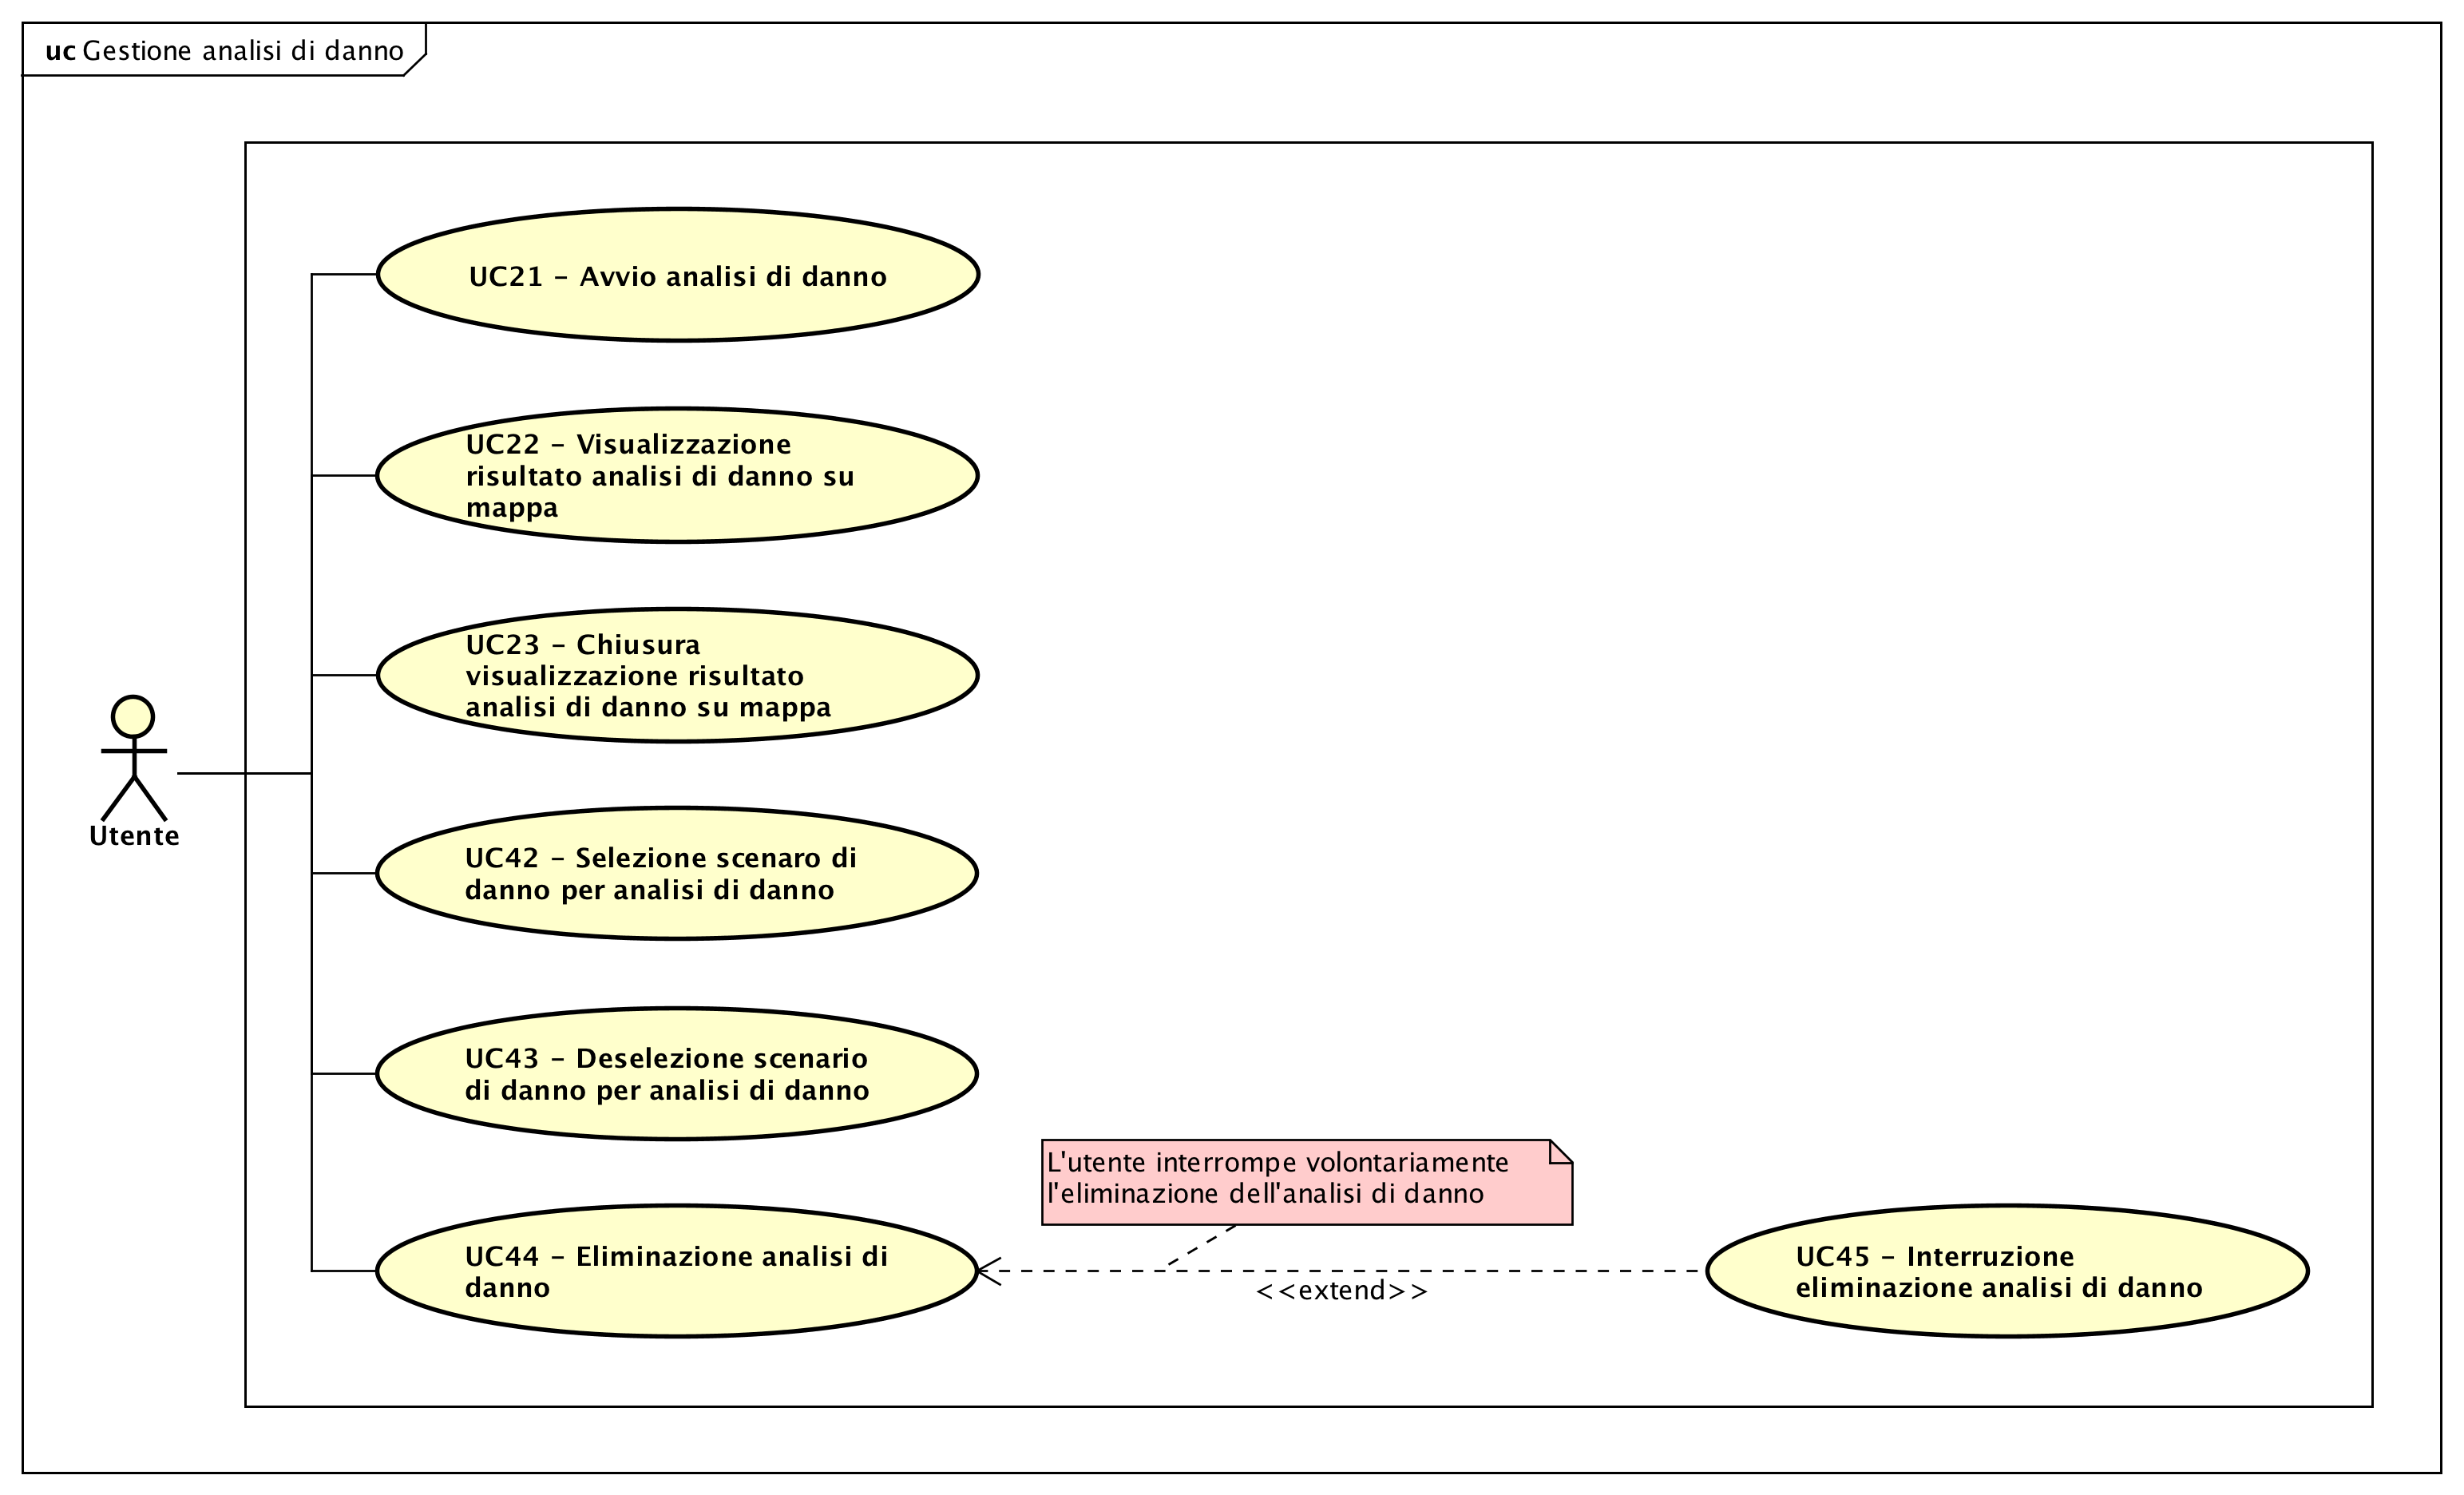 uc Gestione analisi di danno
UC21 – Avvio analisi di danno
UC22 – Visualizzazione
risultato analisi di danno su
mappa
UC23 – Chiusura
visualizzazione risultato
analisi di danno su mappa
Utente
UC42 – Selezione scenaro di
danno per analisi di danno
UC43 – Deselezione scenario
di danno per analisi di danno
L'utente interrompe volontariamente
l'eliminazione dell'analisi di danno
UC44 – Eliminazione analisi di
danno
<<extend>>
UC45 – Interruzione
eliminazione analisi di danno